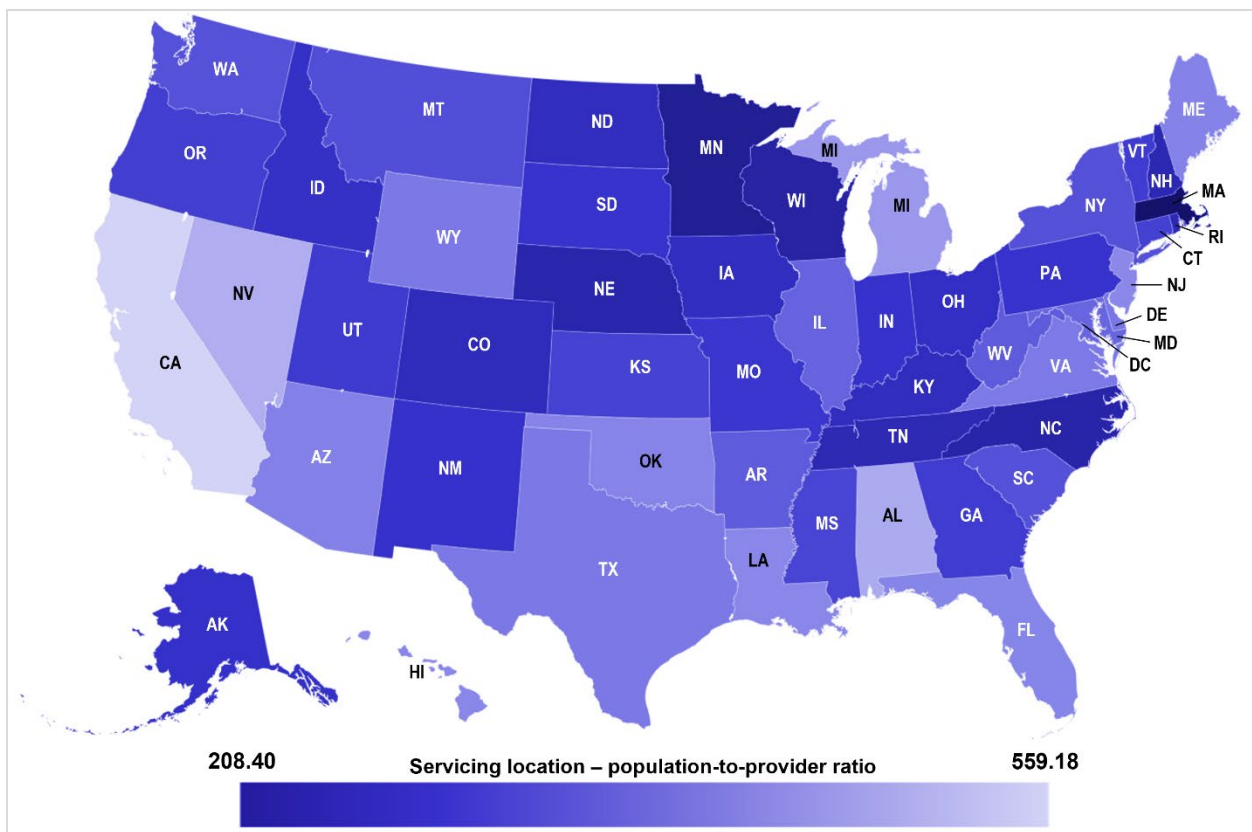 WA
MT
ND
MN
ME
OR
ID
SD
WI
MI
MI
VT
NH
MA
NY
RI
CT
WY
NE
IA
PA
NJ
NV
UT
CO
IL
IN
OH
DE
MD
DC
CA
KS
MO
WV
VA
KY
AZ
NM
OK
AR
TN
NC
SC
MS
AL
GA
TX
LA
FL
AK
HI
208.40
Servicing location – population-to-provider ratio
559.18